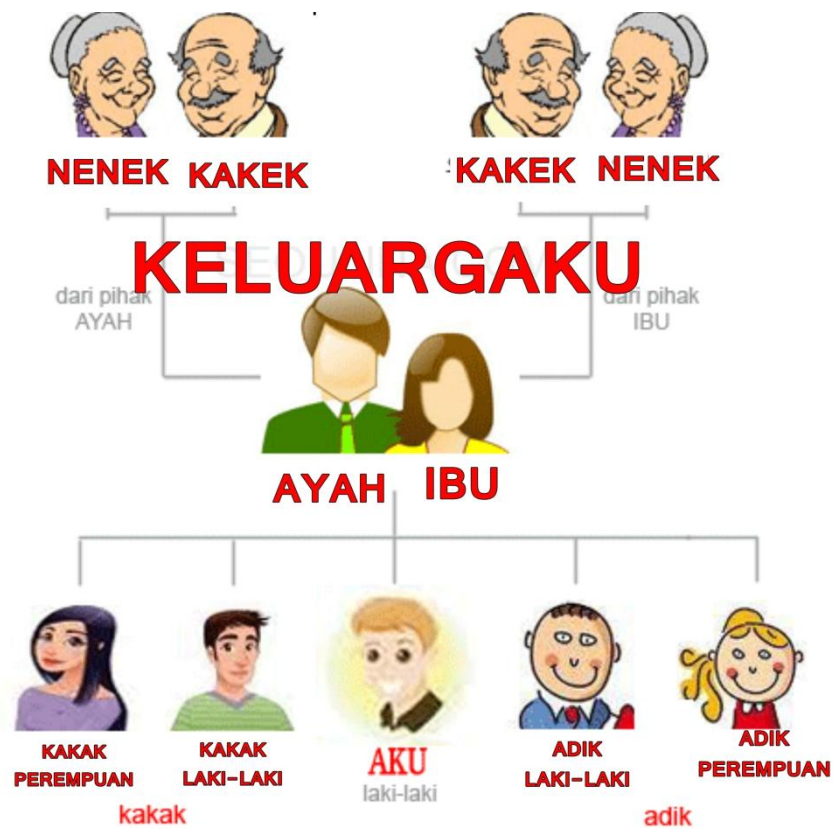 NENEK KAKEK
KAKEK NENEK
KELUARGAKU
dari pihak
AYAH
dari pihak
IBU
AYAH IBU
KAKAK
PEREMPUAN
KAKAK
LAKI-LAKI
kakak
AKU
laki-laki
ADIK
LAKI-LAKI
ADIK
PEREMPUAN
adik